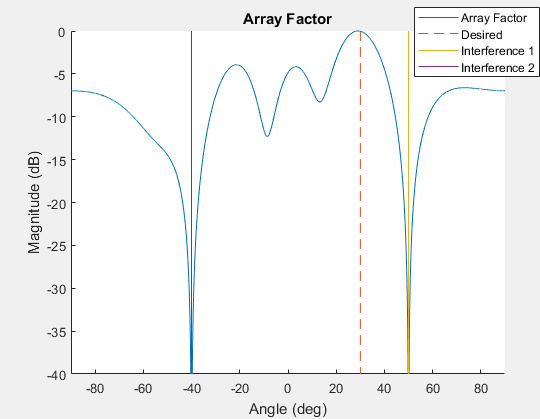 Array Factor
Array Factor
Desired
Interference 1
Interference 2
Magnitude (dB)
0
-5
-10
-15
-20
-25
-30
-35
-40
-80 -60 -40 -20 0 20 40 60 80
Angle (deg)